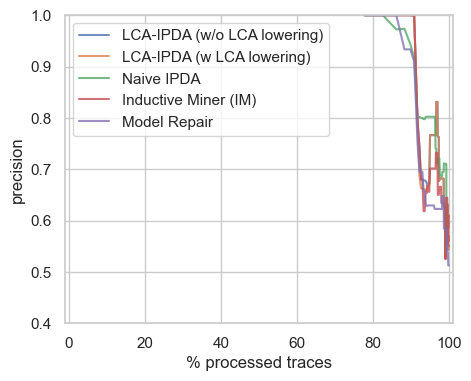 1.0
0.9
0.8
0.7
0.6
0.5
0.4
precision
LCA-IPDA (w/o LCA lowering)
LCA-IPDA (w LCA lowering)
Naive IPDA
Inductive Miner (IM)
Model Repair
0 20 40 60 80 100
% processed traces